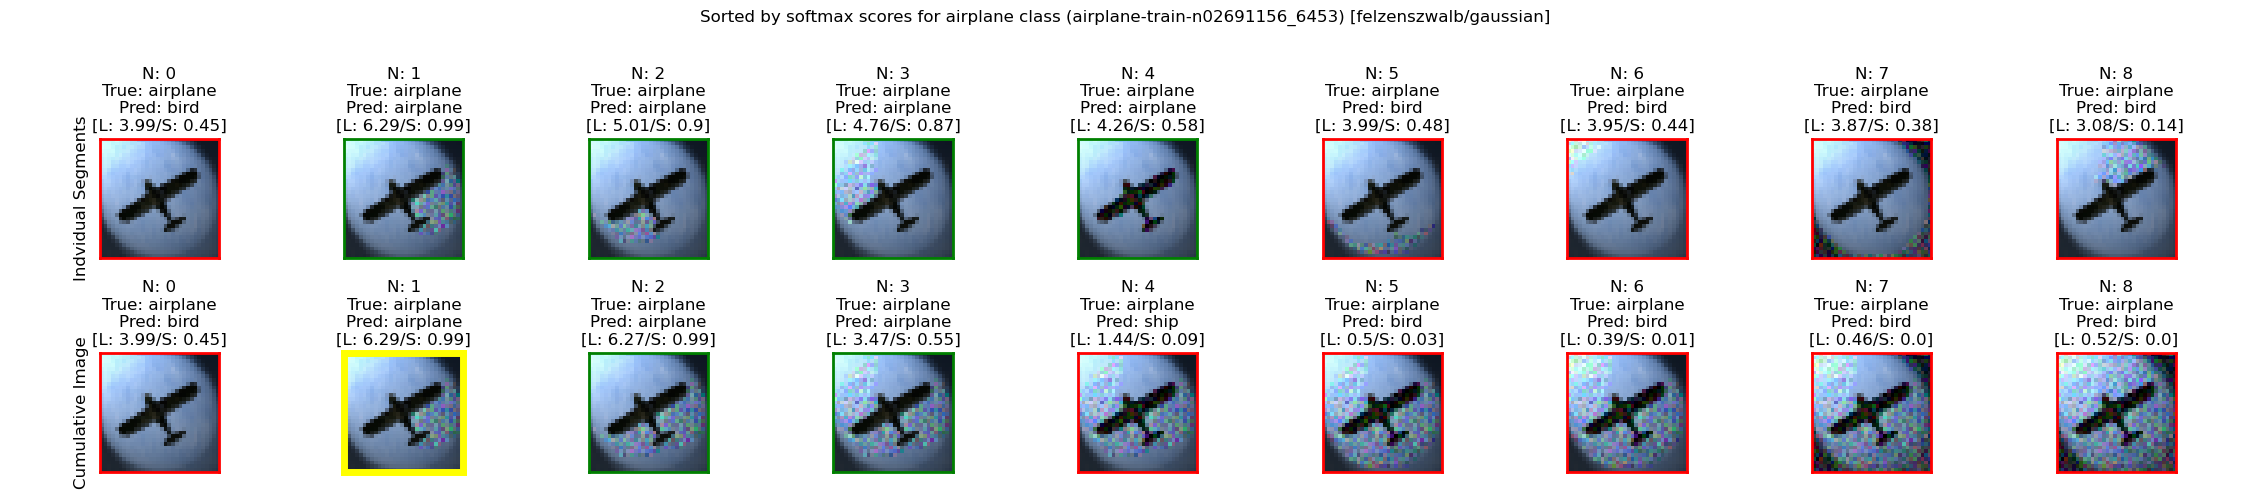 Sorted by softmax scores for airplane class (airplane-train-n02691156_6453) [felzenszwalb/gaussian]
Indvidual Segments
N: 0
True: airplane
Pred: bird
[L: 3.99/S: 0.45]
N: 1
True: airplane
Pred: airplane
[L: 6.29/S: 0.99]
N: 2
True: airplane
Pred: airplane
[L: 5.01/S: 0.9]
N: 3
True: airplane
Pred: airplane
[L: 4.76/S: 0.87]
N: 4
True: airplane
Pred: airplane
[L: 4.26/S: 0.58]
N: 5
True: airplane
Pred: bird
[L: 3.99/S: 0.48]
N: 6
True: airplane
Pred: bird
[L: 3.95/S: 0.44]
N: 7
True: airplane
Pred: bird
[L: 3.87/S: 0.38]
N: 8
True: airplane
Pred: bird
[L: 3.08/S: 0.14]
Cumulative Image
N: 0
True: airplane
Pred: bird
[L: 3.99/S: 0.45]
N: 1
True: airplane
Pred: airplane
[L: 6.29/S: 0.99]
N: 2
True: airplane
Pred: airplane
[L: 6.27/S: 0.99]
N: 3
True: airplane
Pred: airplane
[L: 3.47/S: 0.55]
N: 4
True: airplane
Pred: ship
[L: 1.44/S: 0.09]
N: 5
True: airplane
Pred: bird
[L: 0.5/S: 0.03]
N: 6
True: airplane
Pred: bird
[L: 0.39/S: 0.01]
N: 7
True: airplane
Pred: bird
[L: 0.46/S: 0.0]
N: 8
True: airplane
Pred: bird
[L: 0.52/S: 0.0]